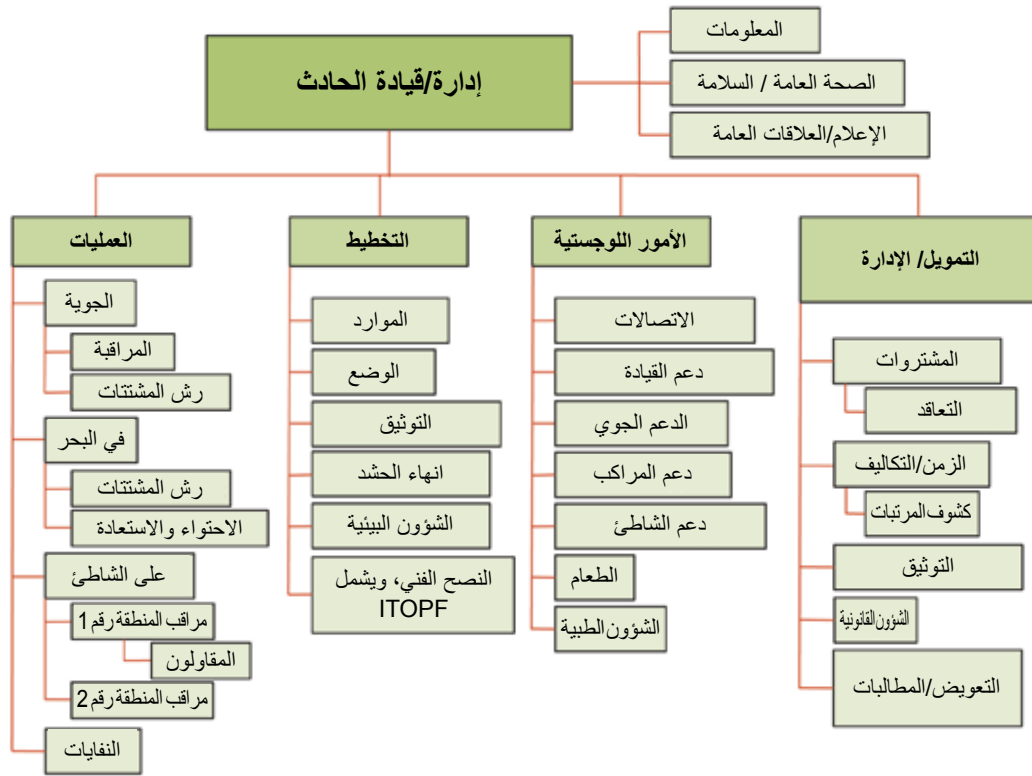 إدارة/قيادة الحادث
المعلومات
الصحة العامة / السلامة
الإعلام/العلاقات العامة
العمليات
الجوية
المراقبة
رش المشتتات
في البحر
رش المشتتات
الاحتواء والاستعادة
على الشاطئ
مراقب المنطقة رقم 1
المقاولون
مراقب المنطقة رقم 2
النفايات
التخطيط
الموارد
الوضع
التوثيق
انهاء الحشد
الشؤون البيئية
النصح الفني، ويشمل
ITOPF
الأمور اللوجستية
الاتصالات
دعم القيادة
الدعم الجوي
دعم المراكب
دعم الشاطئ
الطعام
الشؤون الطبية
التمويل/ الإدارة
المشتروات
التعاقد
الزمن/التكاليف
كشوف المرتبات
التوثيق
الشؤون القانونية
التعويض/المطالبات